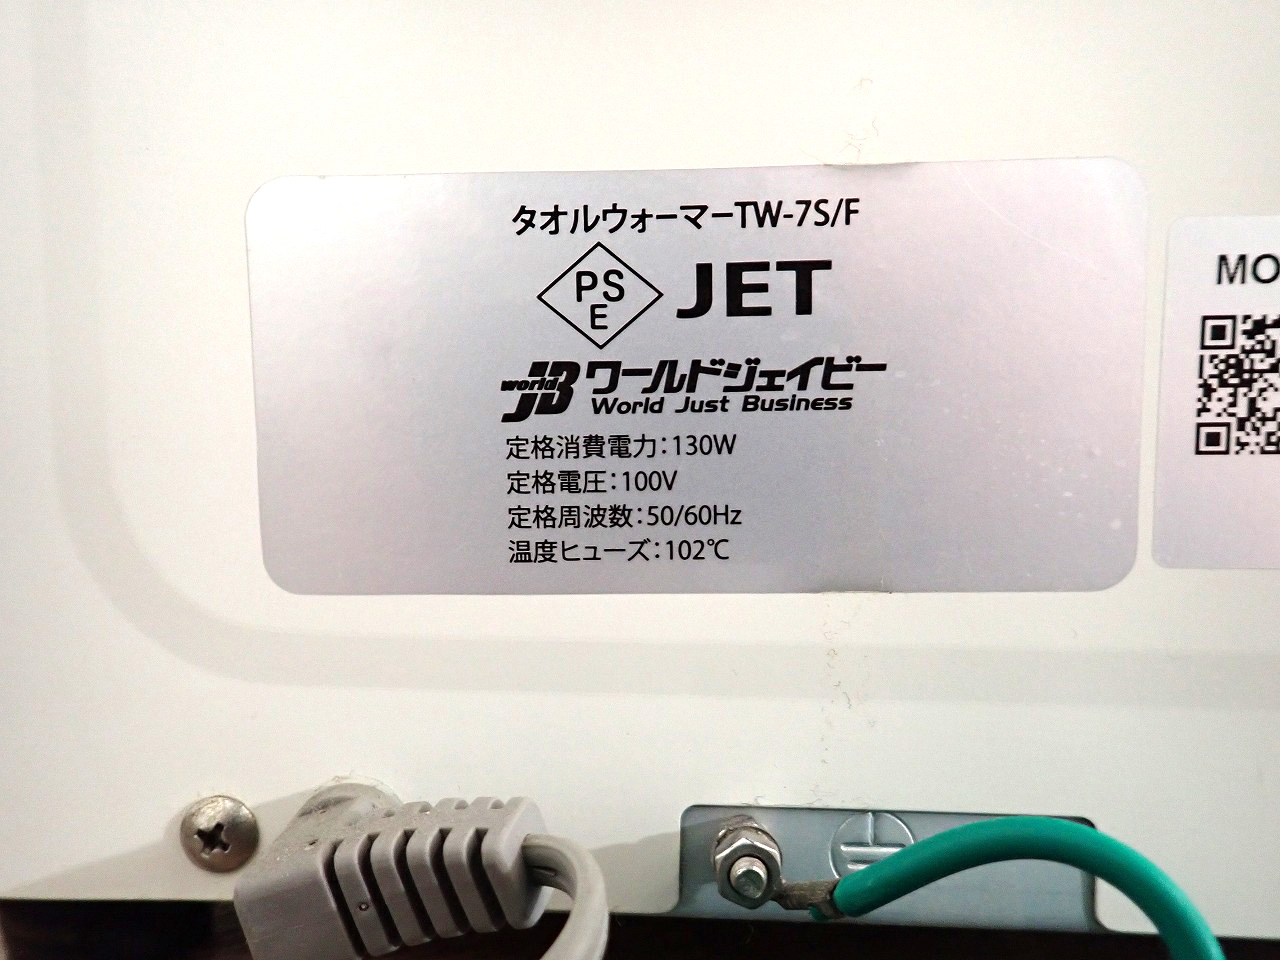 タオルウォーマーTW-7S/F
PS
E
JET
world JB ワールドジェイビー
World Just Business
定格消費電力：130W
定格電圧：100V
定格周波数：50/60Hz
温度ヒューズ：102℃
MO